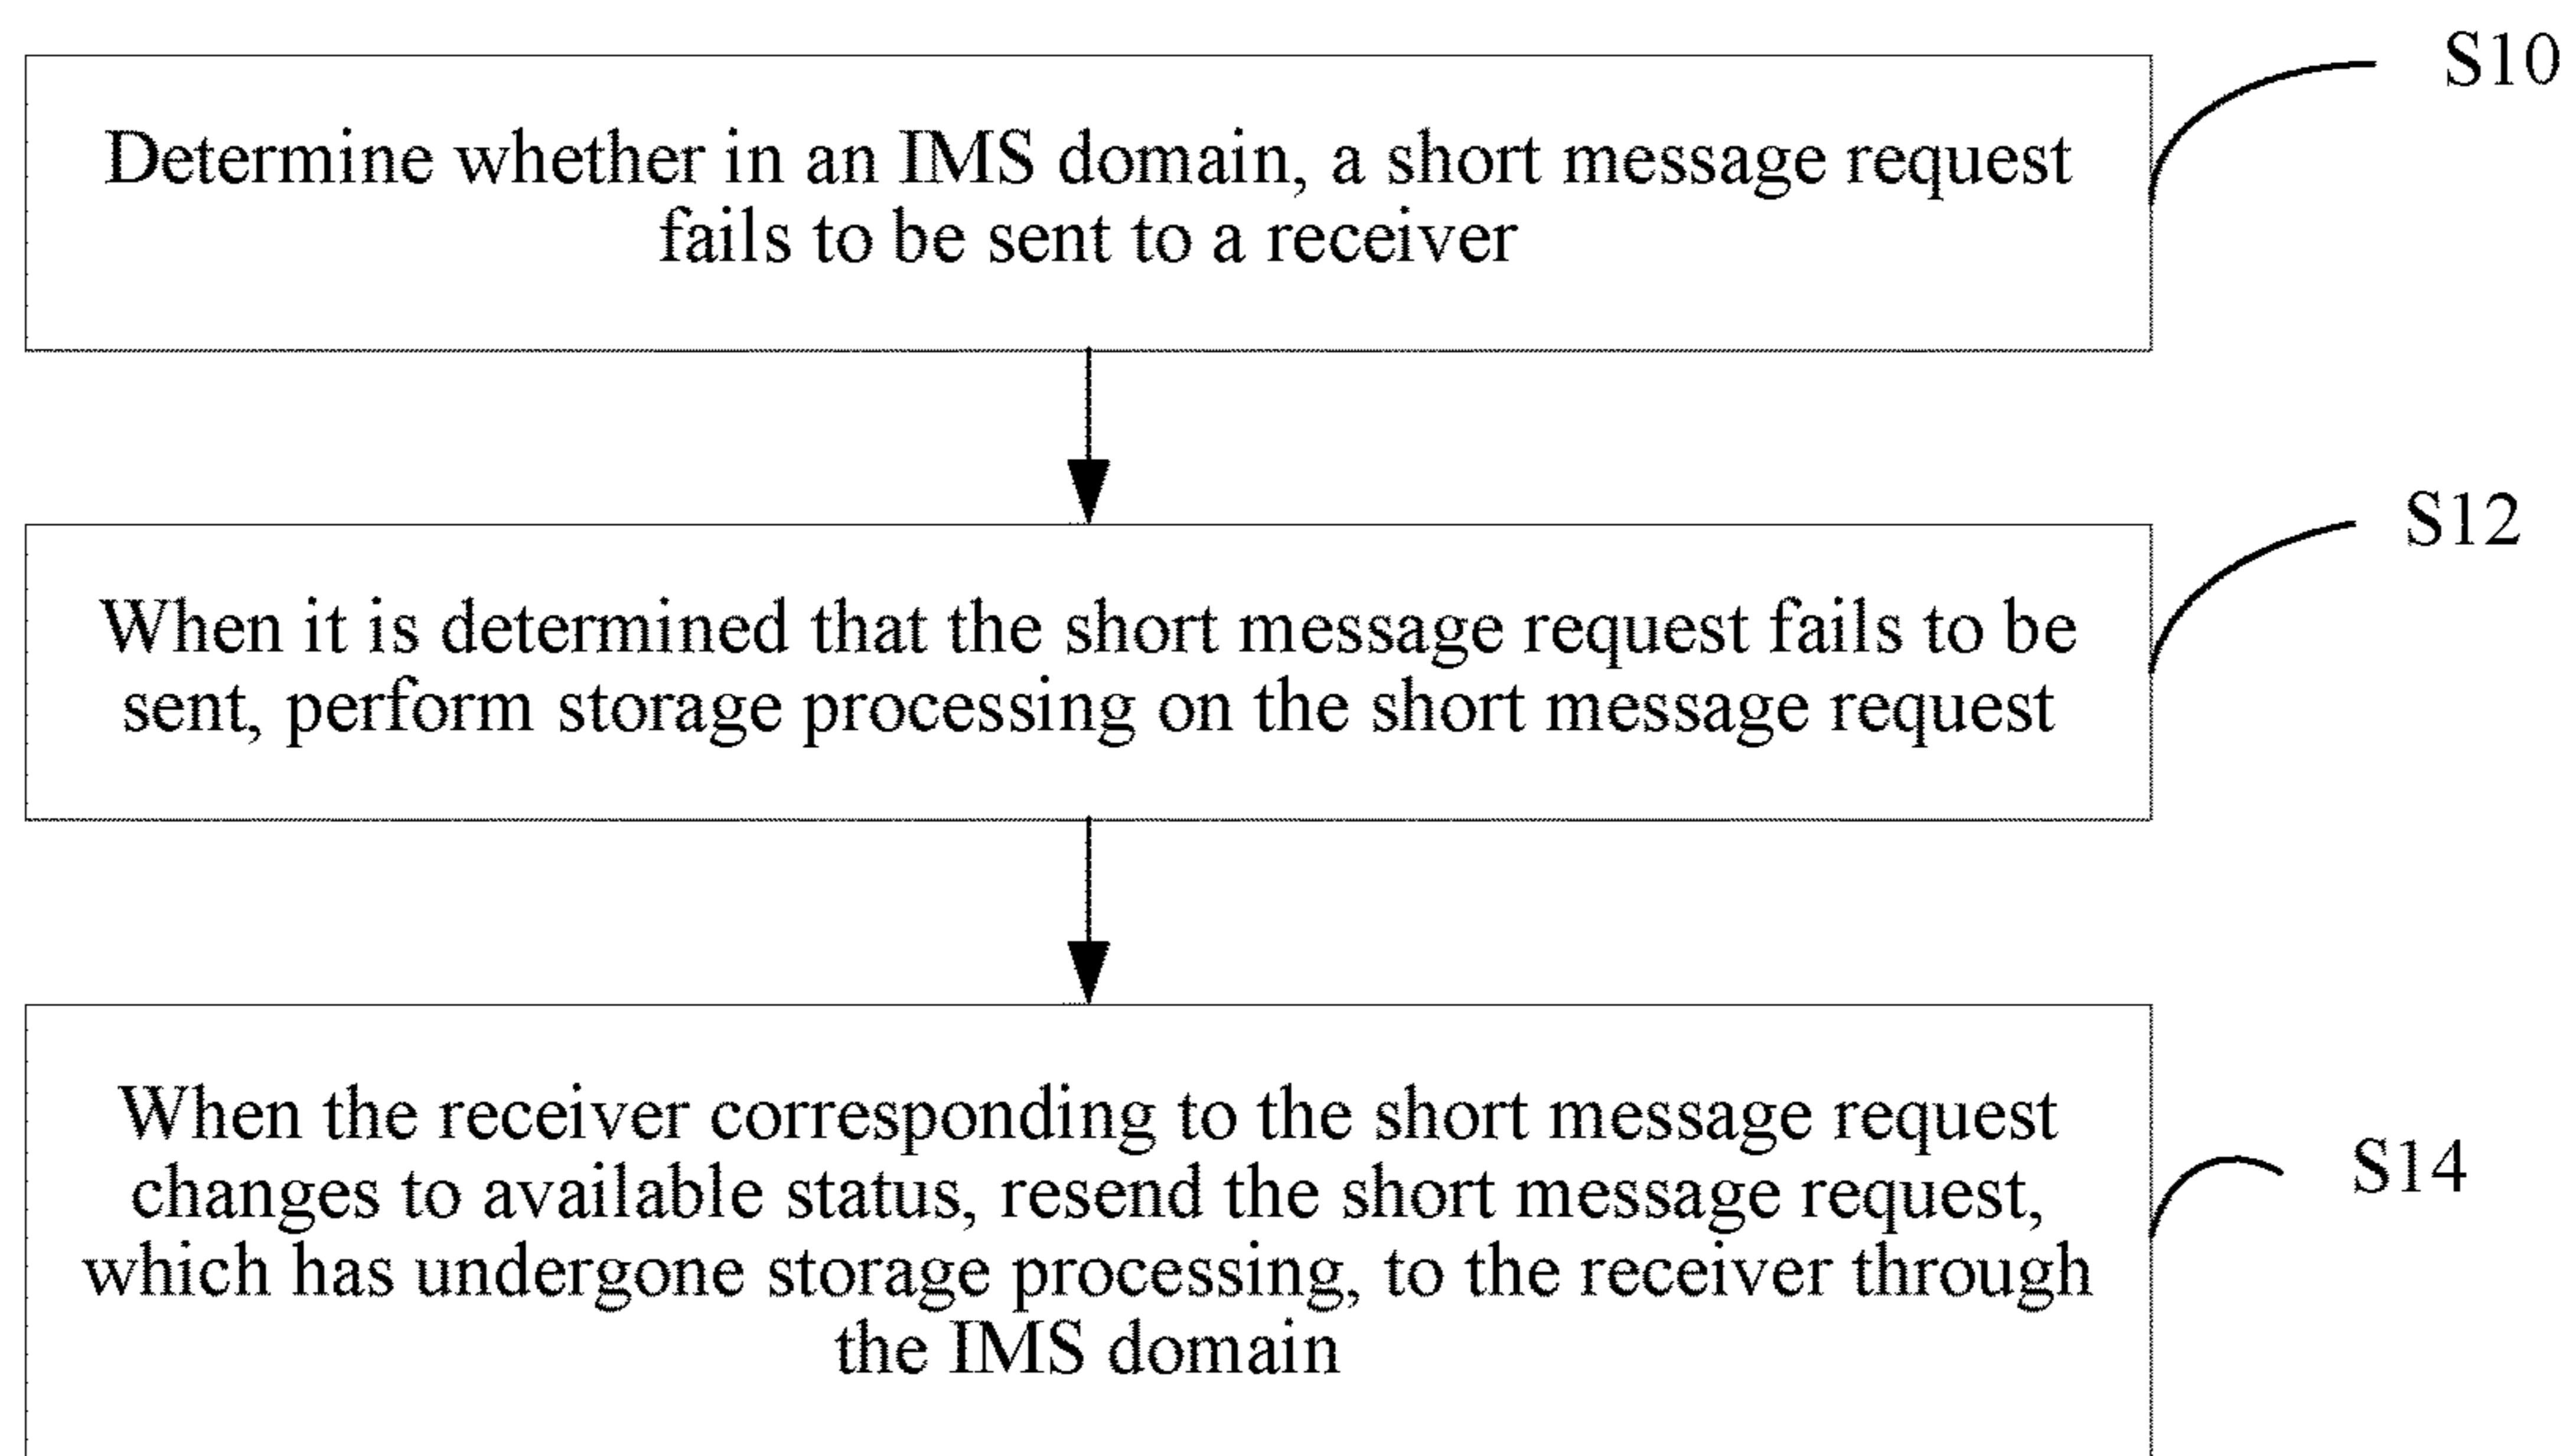 S10
Determine whether in an IMS domain, a short message request
fails to be sent to a receiver
S12
When it is determined that the short message request fails to be
sent, perform storage processing on the short message request
When the receiver corresponding to the short message request
changes to available status, resend the short message request,
S14
which has undergone storage processing, to the receiver through
the IMS domain